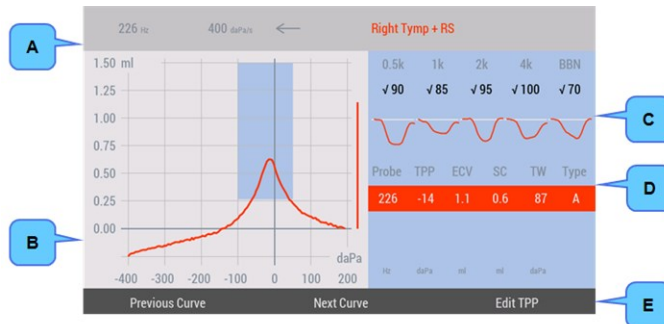 226 Hz 400 daPa/s Right Tymp + RS
A
1.50 ml
1.25
1.00
0.75
0.50
0.25
0.00
daPa
-400 -300 -200 -100 0 100 200
B
0.5k 1k 2k 4k BBN
√ 90 √ 85 √ 95 √ 100 √ 70
C
Probe TPP ECV SC TW Type
226 -14 1.1 0.6 87 A
D
Hz daPa ml ml daPa
Previous Curve Next Curve Edit TPP
E